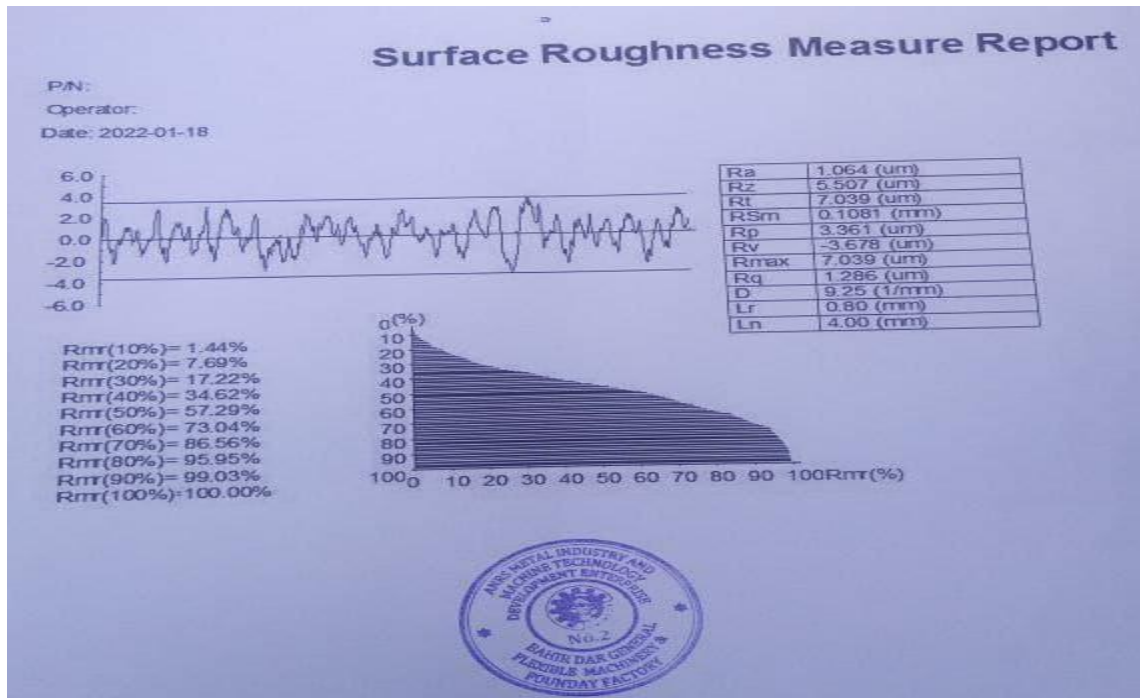 Surface Roughness Measure Report
P/N:
Operator:
Date: 2022-01-18
6.0
4.0
2.0
0.0
-2.0
-4.0
-6.0
Ra 1.064 (um)
Rz 5.507 (um)
Rt 7.039 (um)
RSm 0.1081 (mm)
Rp 3.361 (um)
Rv -3.678 (um)
Rmax 7.039 (um)
Rq 1.286 (um)
D 9.25 (1/mm)
Lr 0.80 (mm)
Ln 4.00 (mm)
Rmr(10%)= 1.44%
Rmr(20%)= 7.69%
Rmr(30%)= 17.22%
Rmr(40%)= 34.62%
Rmr(50%)= 57.29%
Rmr(60%)= 73.04%
Rmr(70%)= 86.56%
Rmr(80%)= 95.95%
Rmr(90%)= 99.03%
Rmr(100%)=100.00%
0(%)
10
20
30
40
50
60
70
80
90
100
0 10 20 30 40 50 60 70 80 90 100Rmr(%)
ANRS METAL INDUSTRY AND
MACHINE TECHNOLOGY
DEVELOPMENT ENTERPRISE
No.2
BAHIR DAR GENERAL
FLEXIBLE MACHINERY &
FOUNDAY FACTORY